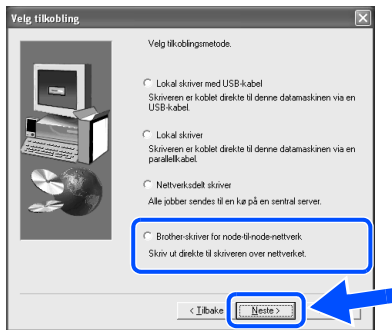 Velg tilkobling
Velg tilkoblingsmetode.
Lokal skriver med USB-kabel
Skriveren er koblet direkte til denne datamaskinen via en
USB-kabel.
Lokal skriver
Skriveren er koblet direkte til denne datamaskinen via en
parallellkabel.
Nettverksdelt skriver
Alle jobber sendes til en kø på en sentral server.
Brother-skriver for node-til-node-nettverk
Skriv ut direkte til skriveren over nettverket.
< Tilbake Neste >